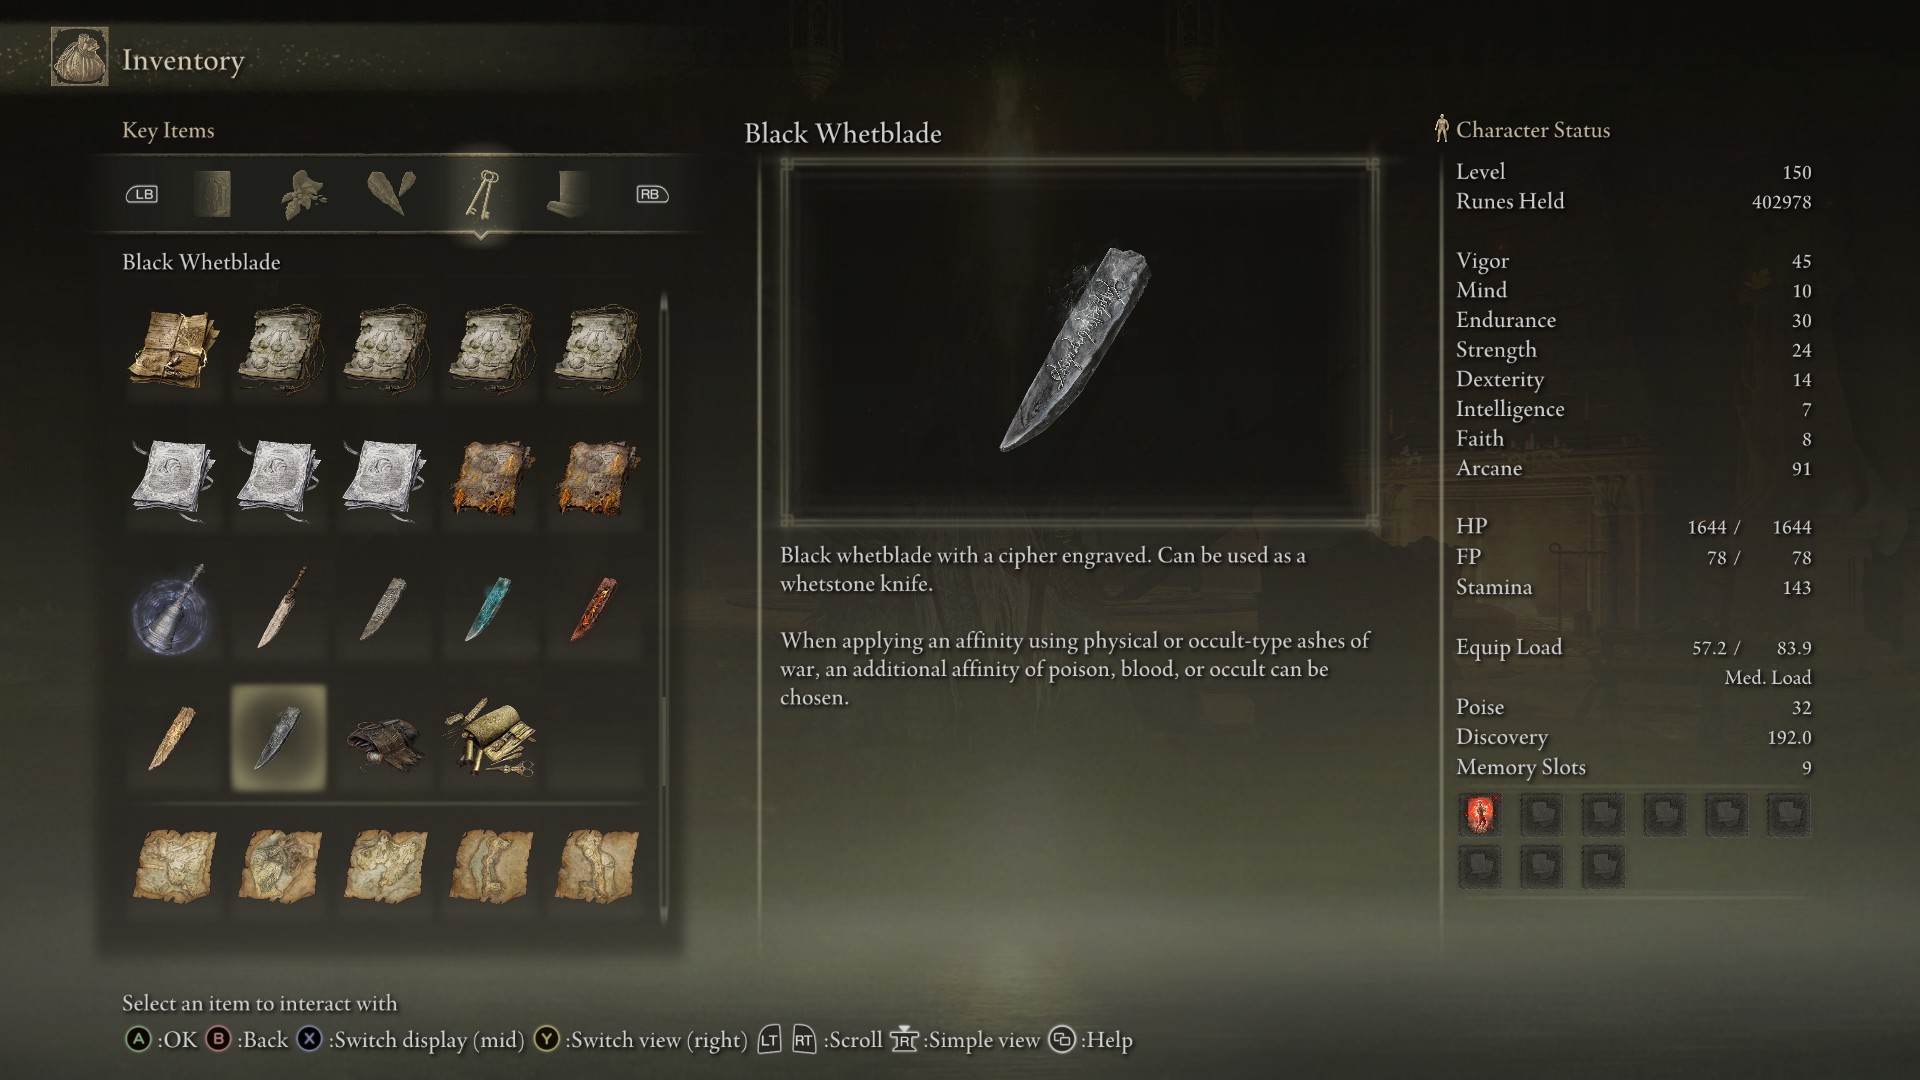 Inventory
Key Items
LB
RB
Black Whetblade
Black Whetblade
Black whetblade with a cipher engraved. Can be used as a
whetstone knife.
When applying an affinity using physical or occult-type ashes of
war, an additional affinity of poison, blood, or occult can be
chosen.
Character Status
Level 150
Runes Held 402978
Vigor 45
Mind 10
Endurance 30
Strength 24
Dexterity 14
Intelligence 7
Faith 8
Arcane 91
HP 1644 / 1644
FP 78 / 78
Stamina 143
Equip Load 57.2 / 83.9
Med. Load
Poise 32
Discovery 192.0
Memory Slots 9
Select an item to interact with
A :OK B :Back X :Switch display (mid) Y :Switch view (right) LT RT :Scroll R :Simple view :Help